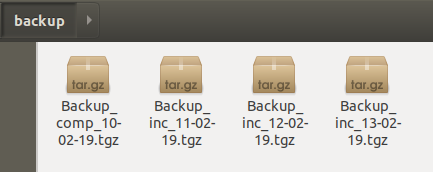 backup
tar.gz tar.gz tar.gz tar.gz
Backup_ Backup_ Backup_ Backup_
comp_10- inc_11-02- inc_12-02- inc_13-02-
02-19.tgz 19.tgz 19.tgz 19.tgz